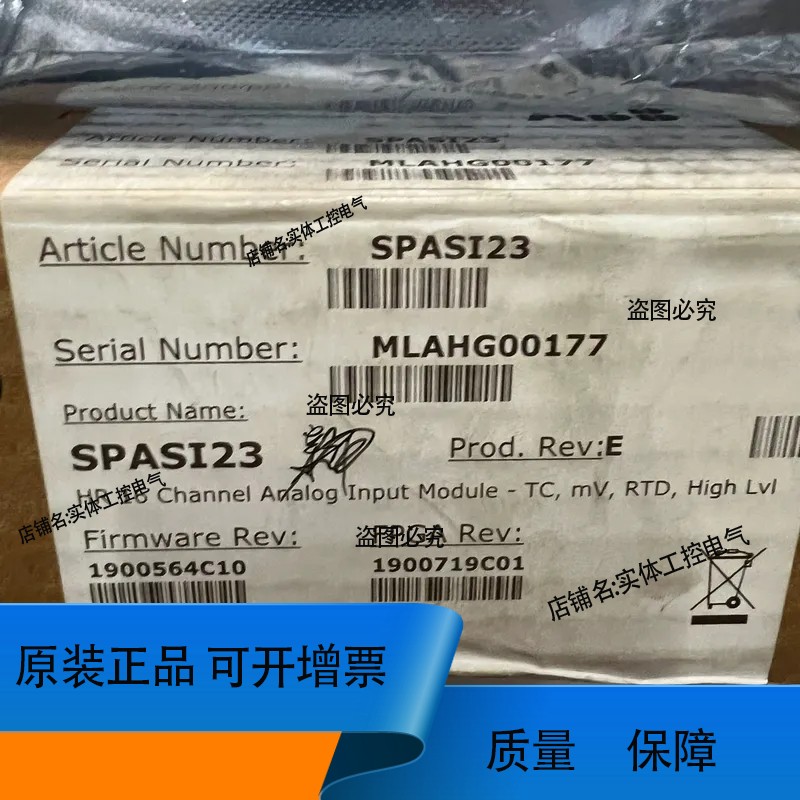 ABB
Article Number: SPASI23
Serial Number: MLAHG00177
Article Number: SPASI23
店铺名:实体工控电气
盗图必究
Serial Number: MLAHG00177
盗图必究
Product Name:
SPASI23
Prod. Rev:E
HD 16 Channel Analog Input Module - TC, mV, RTD, High Lvl
店铺名:实体工控电气
Firmware Rev: FPGA Rev:
盗图必究
1900564C10 1900719C01
店铺名:实体工控电气
原装正品 可开增票
质量 保障